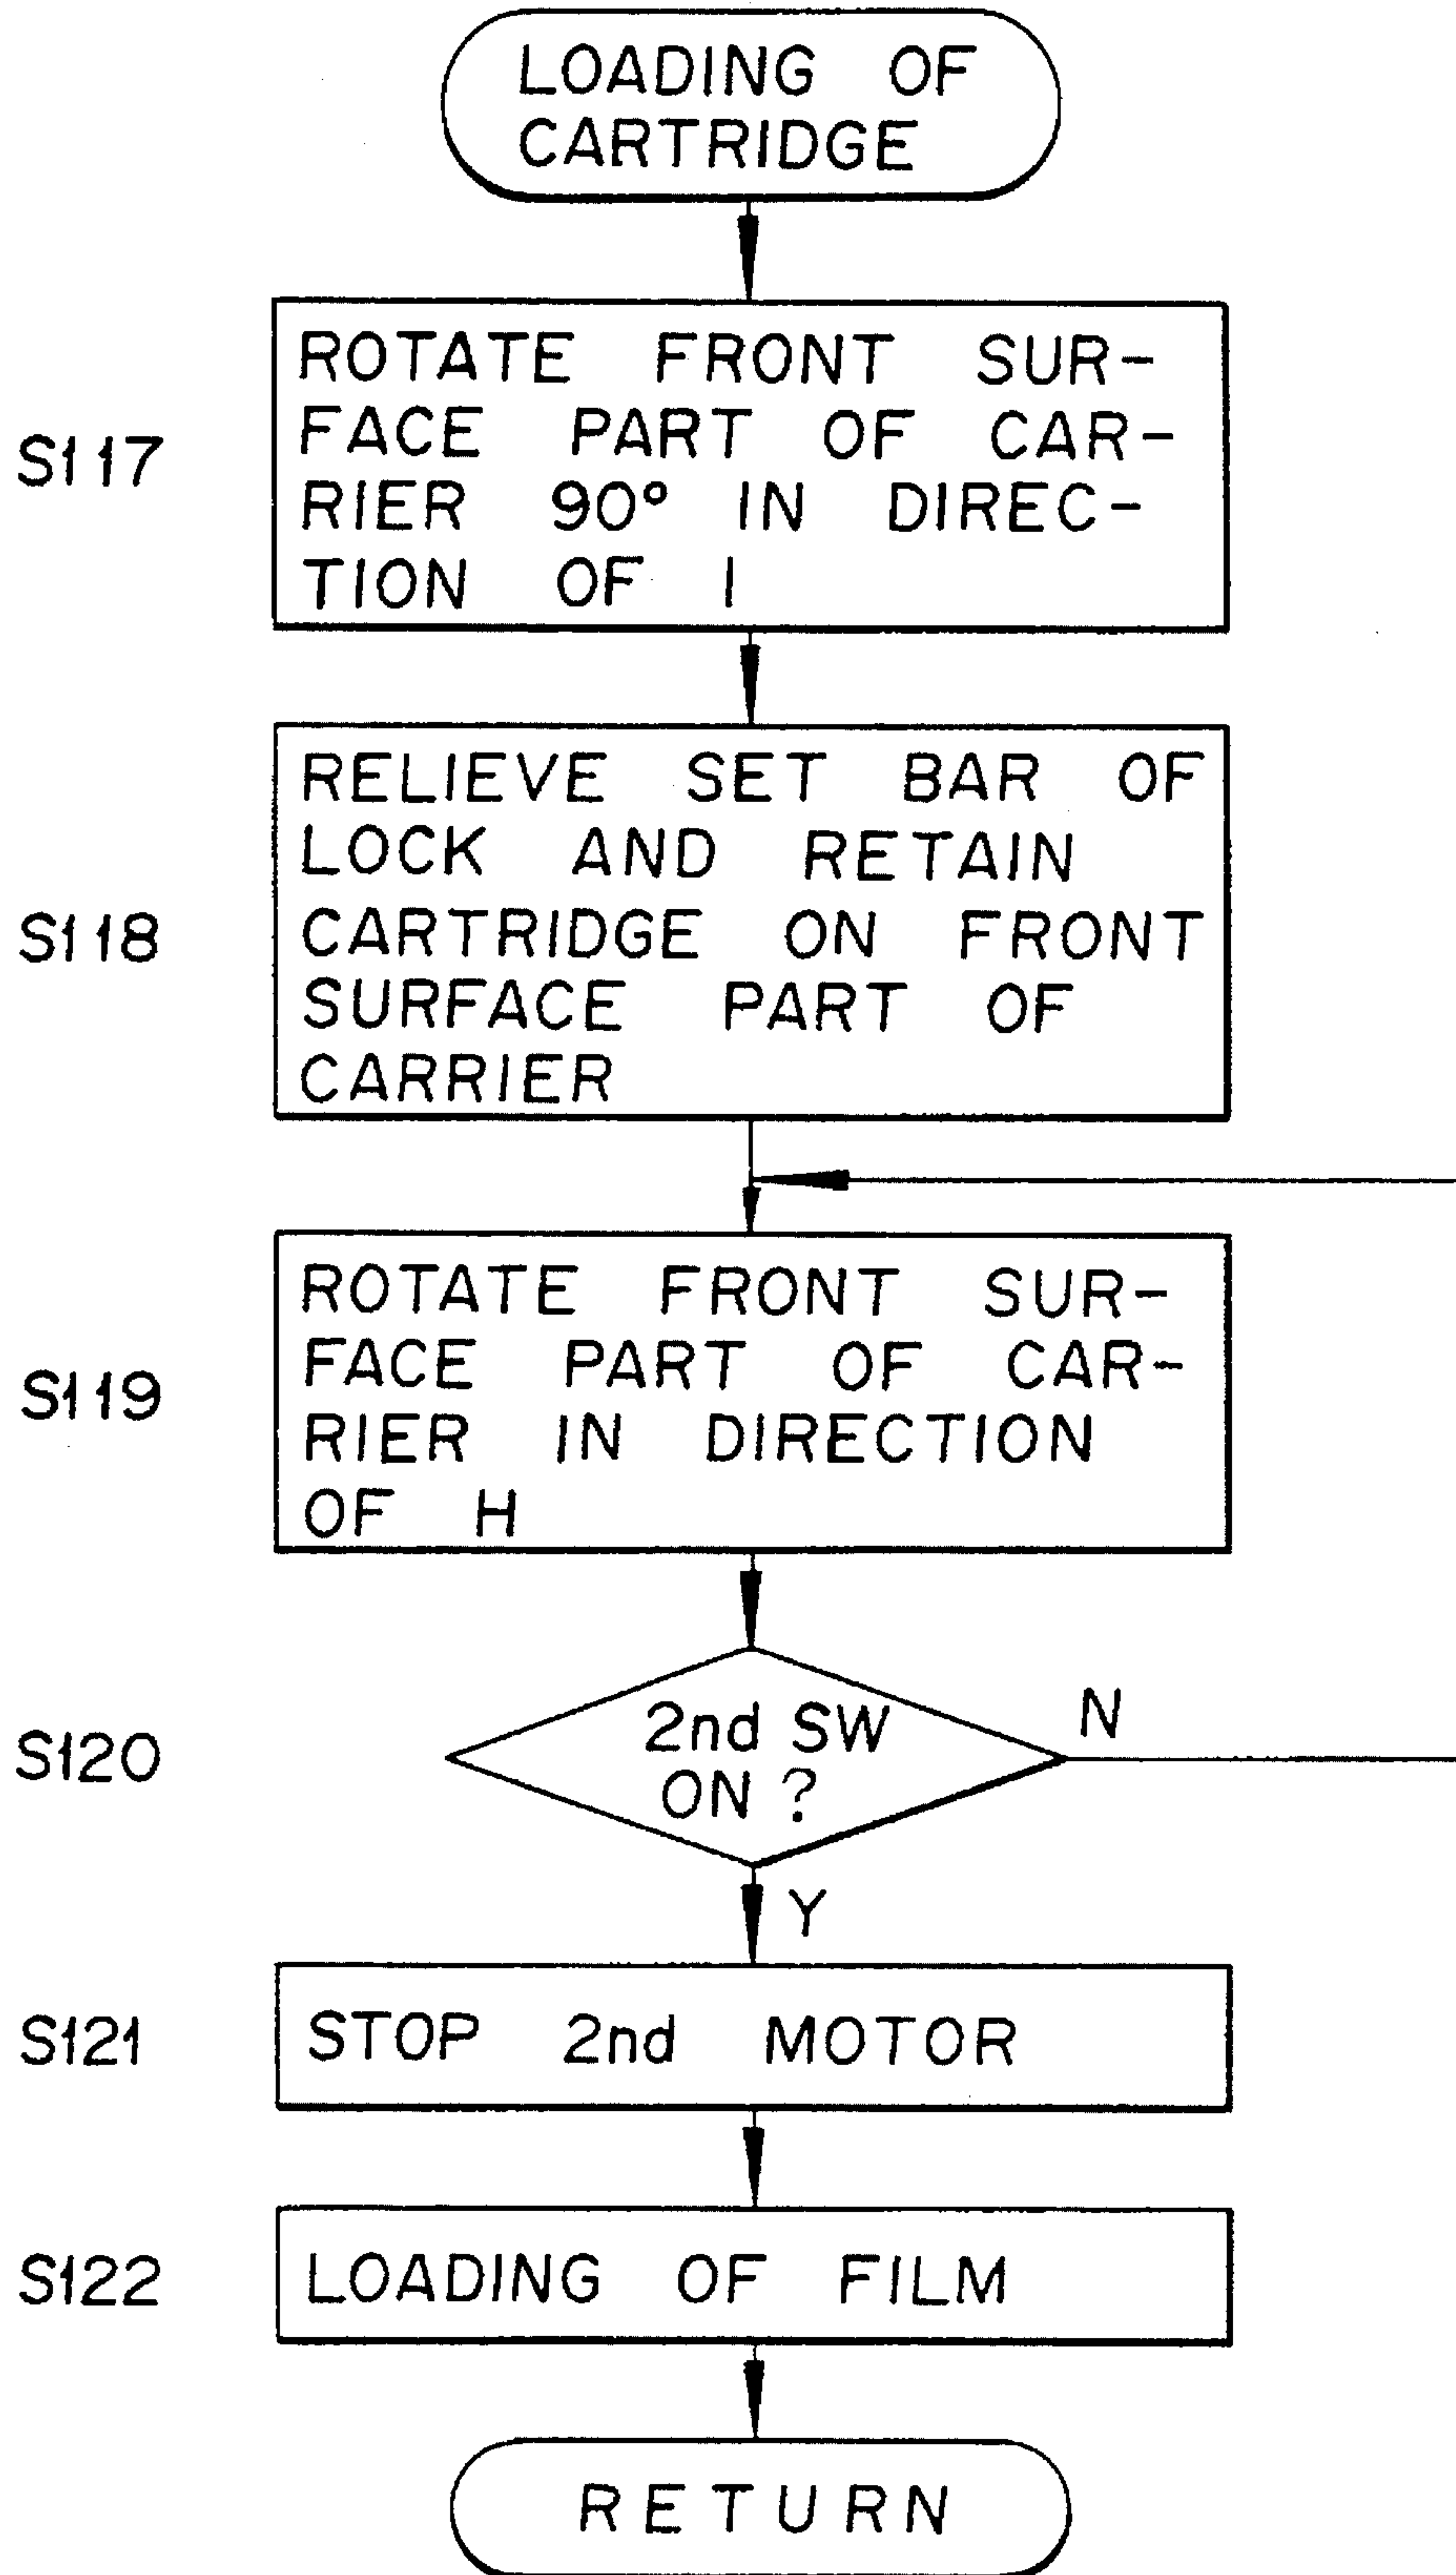 LOADING OF
CARTRIDGE
S117
ROTATE FRONT SUR-
FACE PART OF CAR-
RIER 90° IN DIREC-
TION OF I
S118
RELIEVE SET BAR OF
LOCK AND RETAIN
CARTRIDGE ON FRONT
SURFACE PART OF
CARRIER
S119
ROTATE FRONT SUR-
FACE PART OF CAR-
RIER IN DIRECTION
OF H
S120
2nd SW
ON ?
N
Y
S121
STOP 2nd MOTOR
S122
LOADING OF FILM
RETURN